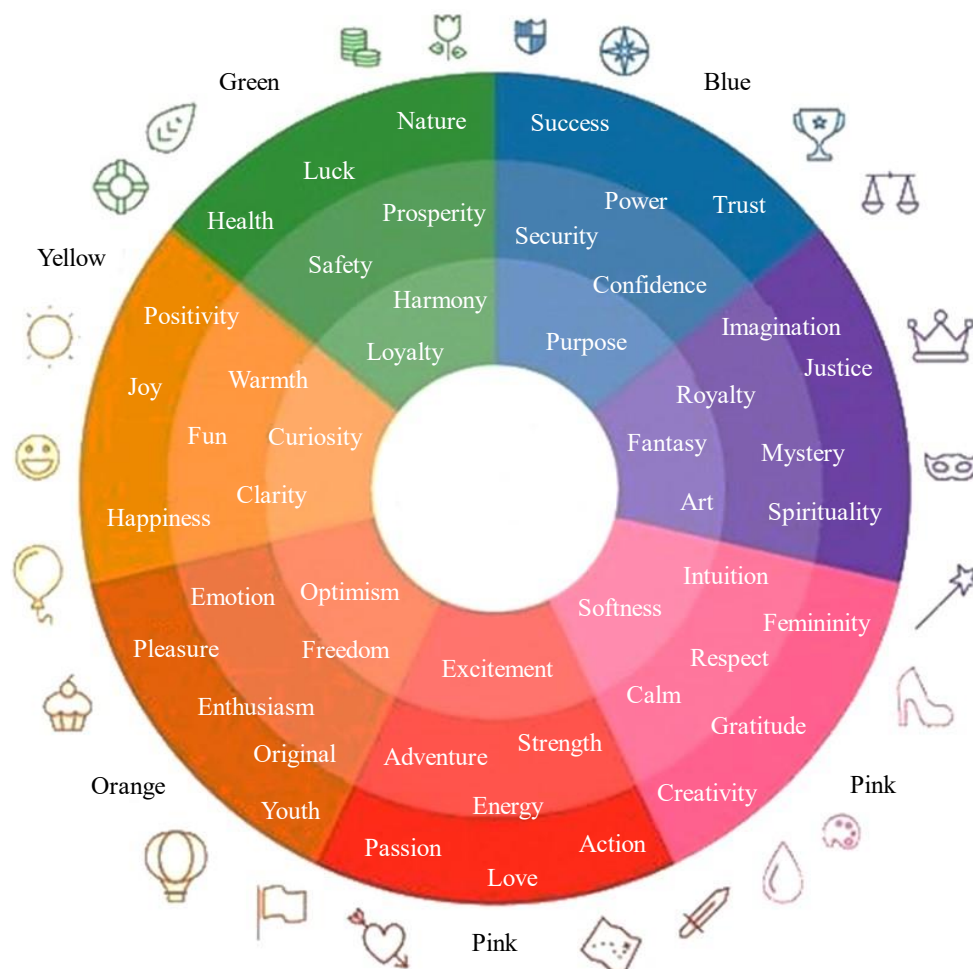 Green
Blue
Nature
Success
Luck
Power
Trust
Health
Prosperity
Security
Yellow
Safety
Confidence
Harmony
Positivity
Imagination
Purpose
Loyalty
Justice
Joy
Warmth
Royalty
Fun
Curiosity
Fantasy
Mystery
Clarity
Art
Happiness
Spirituality
Emotion
Optimism
Intuition
Softness
Femininity
Pleasure
Freedom
Respect
Excitement
Calm
Enthusiasm
Gratitude
Original
Adventure
Strength
Orange
Pink
Youth
Energy
Creativity
Passion
Action
Love
Pink